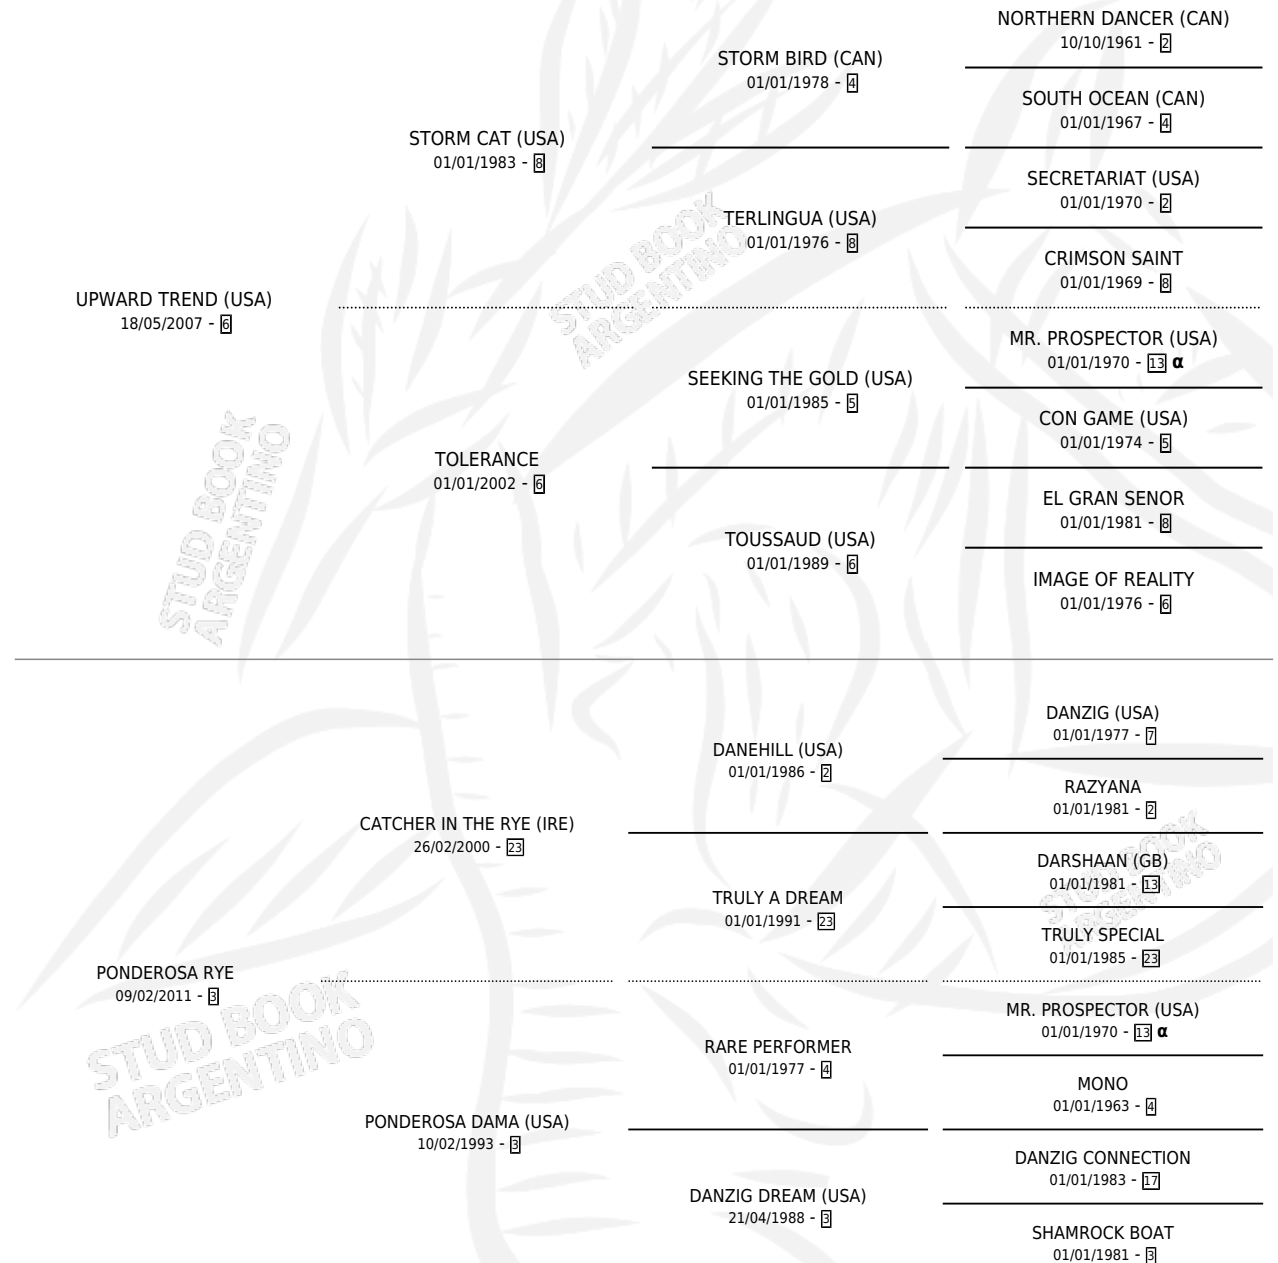 NORTHERN DANCER (CAN)
10/10/1961 - 2
STORM BIRD (CAN)
01/01/1978 - 4
SOUTH OCEAN (CAN)
01/01/1967 - 4
STORM CAT (USA)
01/01/1983 - 8
SECRETARIAT (USA)
01/01/1970 - 2
TERLINGUA (USA)
01/01/1976 - 8
CRIMSON SAINT
01/01/1969 - 8
UPWARD TREND (USA)
18/05/2007 - 6
MR. PROSPECTOR (USA)
01/01/1970 - 13 α
SEEKING THE GOLD (USA)
01/01/1985 - 5
CON GAME (USA)
01/01/1974 - 5
TOLERANCE
01/01/2002 - 6
EL GRAN SENOR
01/01/1981 - 8
TOUSSAUD (USA)
01/01/1989 - 6
IMAGE OF REALITY
01/01/1976 - 6
DANZIG (USA)
01/01/1977 - 7
DANEHILL (USA)
01/01/1986 - 2
RAZYANA
01/01/1981 - 2
CATCHER IN THE RYE (IRE)
26/02/2000 - 23
DARSHAAN (GB)
01/01/1981 - 13
TRULY A DREAM
01/01/1991 - 23
TRULY SPECIAL
01/01/1985 - 23
PONDEROSA RYE
09/02/2011 - 3
MR. PROSPECTOR (USA)
01/01/1970 - 13 α
RARE PERFORMER
01/01/1977 - 4
MONO
01/01/1963 - 4
PONDEROSA DAMA (USA)
10/02/1993 - 3
DANZIG CONNECTION
01/01/1983 - 17
DANZIG DREAM (USA)
21/04/1988 - 3
SHAMROCK BOAT
01/01/1981 - 3
STUD BOOK
ARGENTINO
STUD BOOK
ARGENTINO
STUD BOOK
ARGENTINO
STUD BOOK
ARGENTINO